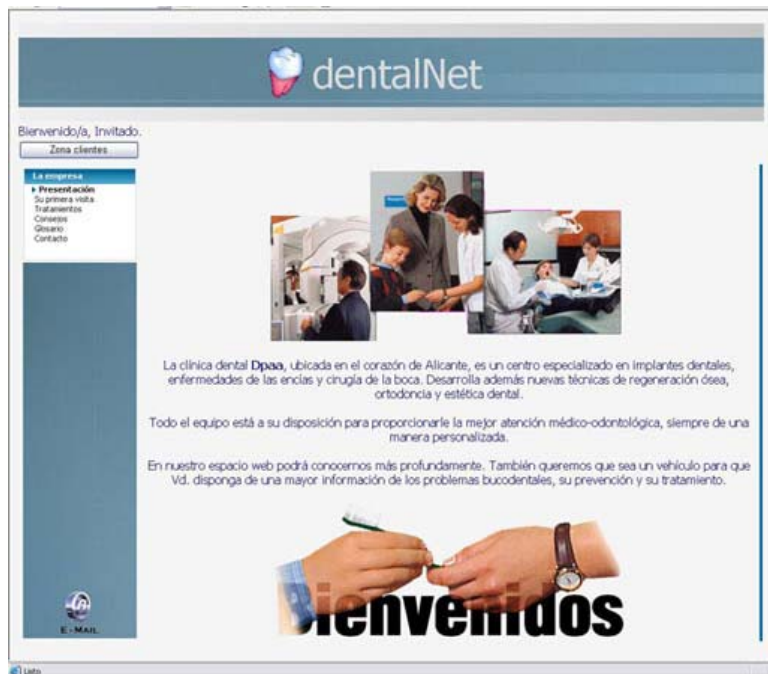 dentalNet
Bienvenido/a, Invitado.
Zona clientes
La empresa
Presentación
Su primera visita
Tratamientos
Consejos
Glosario
Contacto
La clínica dental Dpaa, ubicada en el corazón de Alicante, es un centro especializado en implantes dentales,
enfermedades de las encías y cirugía de la boca. Desarrolla además nuevas técnicas de regeneración ósea,
ortodoncia y estética dental.
Todo el equipo está a su disposición para proporcionarle la mejor atención médico-odontológica, siempre de una
manera personalizada.
En nuestro espacio web podrá conocernos más profundamente. También queremos que sea un vehículo para que
Vd. disponga de una mayor información de los problemas bucodentales, su prevención y su tratamiento.
Bienvenidos
E-MAIL
Listo